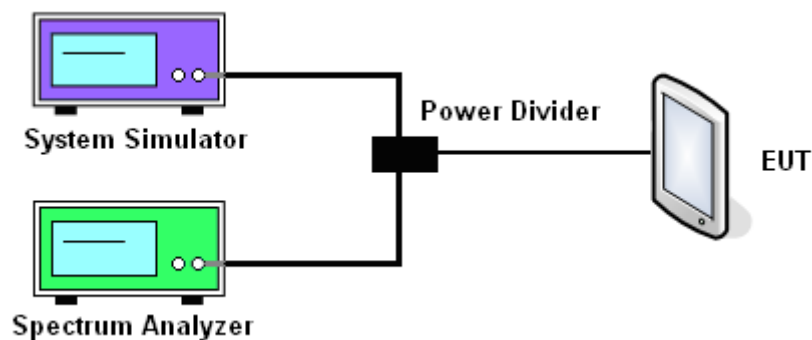 System Simulator
Power Divider
EUT
Spectrum Analyzer